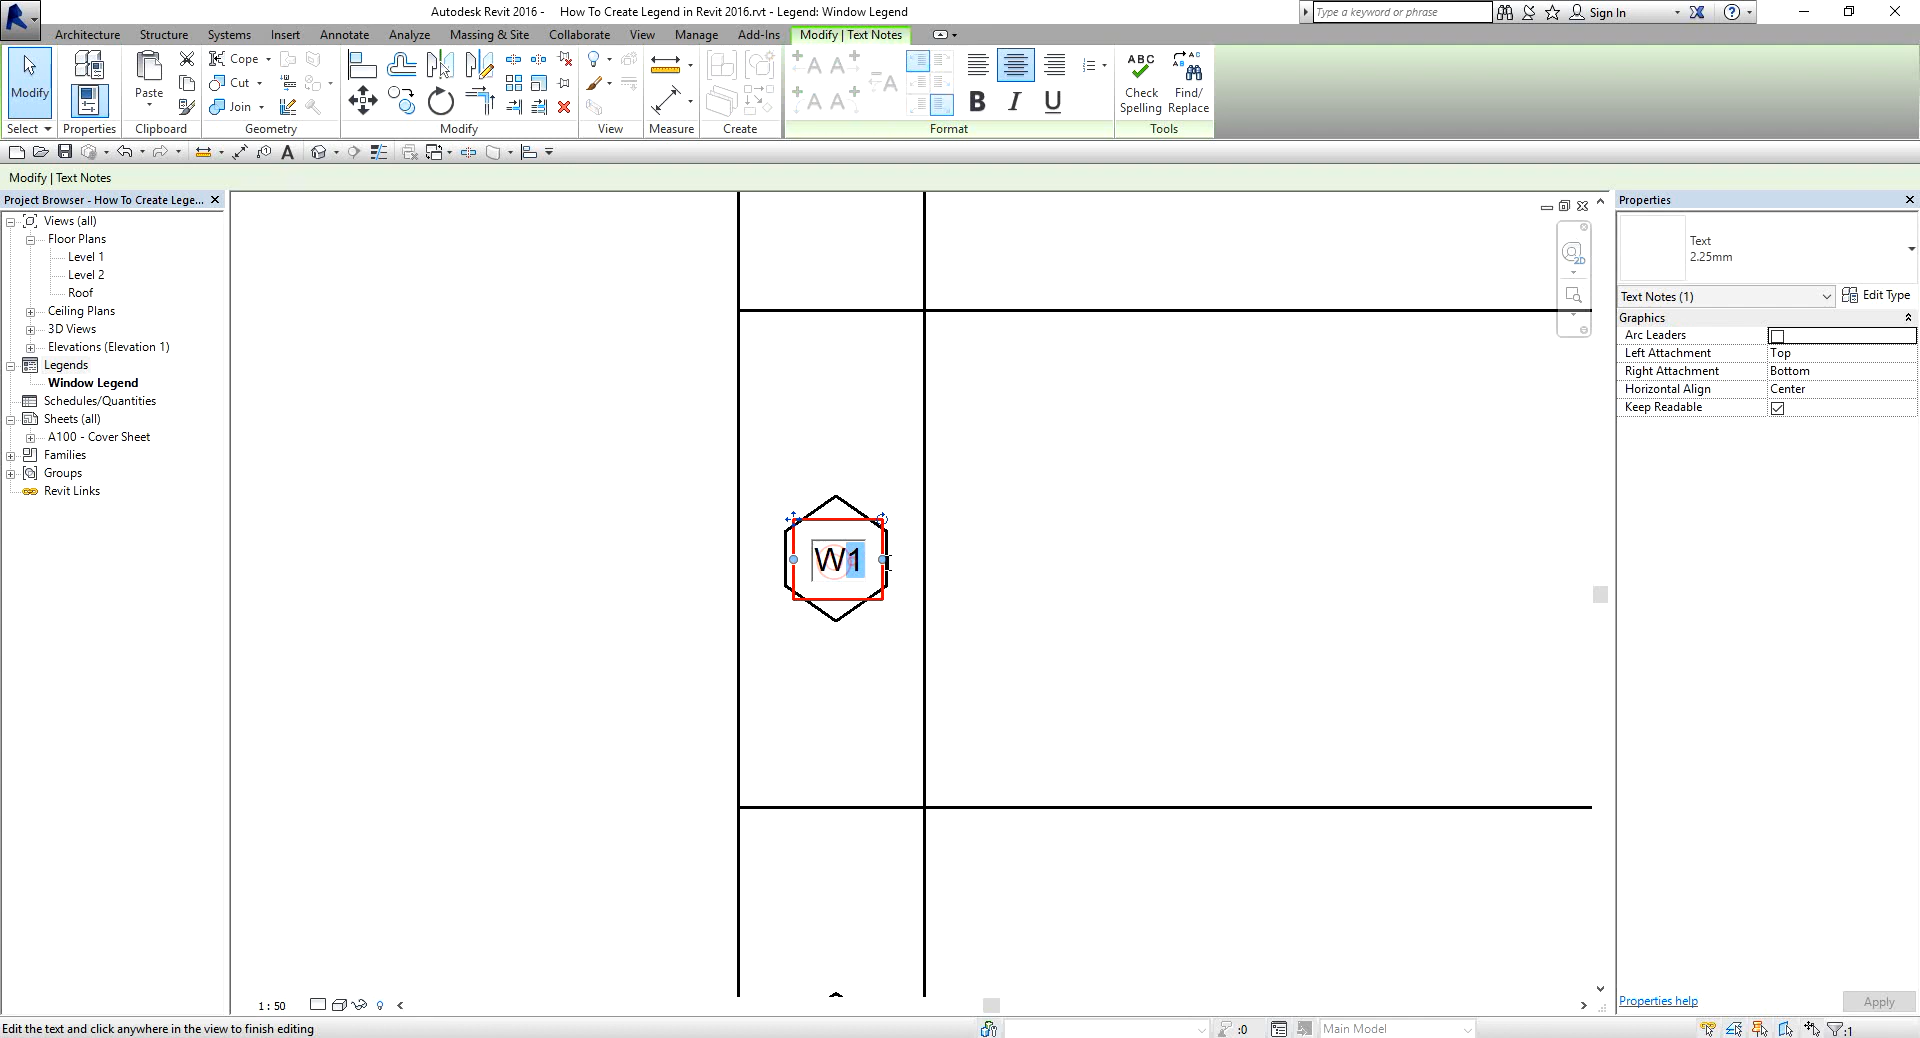 Autodesk Revit 2016 - How To Create Legend in Revit 2016.rvt - Legend: Window Legend
Type a keyword or phrase
Sign In
Architecture Structure Systems Insert Annotate Analyze Massing & Site Collaborate View Manage Add-Ins Modify | Text Notes
Modify
Paste
Cope
Cut
Join
Check Spelling
Find/ Replace
Select Properties Clipboard Geometry Modify View Measure Create Format Tools
Modify | Text Notes
Project Browser - How To Create Lege...
Views (all)
Floor Plans
Level 1
Level 2
Roof
Ceiling Plans
3D Views
Elevations (Elevation 1)
Legends
Window Legend
Schedules/Quantities
Sheets (all)
A100 - Cover Sheet
Families
Groups
Revit Links
W1
2D
Properties
Text
2.25mm
Text Notes (1)
Edit Type
Graphics
Arc Leaders
Left Attachment Top
Right Attachment Bottom
Horizontal Align Center
Keep Readable
Properties help
Apply
1 : 50
Edit the text and click anywhere in the view to finish editing
:0
Main Model
:1